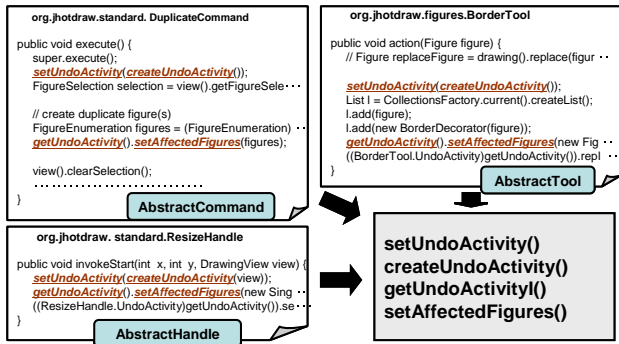 org.jhotdraw.standard. DuplicateCommand
public void execute() {
super.execute();
setUndoActivity(createUndoActivity());
FigureSelection selection = view().getFigureSele ···
// create duplicate figure(s)
FigureEnumeration figures = (FigureEnumeration) ···
getUndoActivity().setAffectedFigures(figures);
view().clearSelection();
··················
}
AbstractCommand
org.jhotdraw.figures.BorderTool
public void action(Figure figure) {
// Figure replaceFigure = drawing().replace(figur ··
setUndoActivity(createUndoActivity());
List l = CollectionsFactory.current().createList();
l.add(figure);
l.add(new BorderDecorator(figure));
getUndoActivity().setAffectedFigures(new Fig ···
((BorderTool.UndoActivity)getUndoActivity()).repl ···
}
AbstractTool
org.jhotdraw. standard.ResizeHandle
public void invokeStart(int x, int y, DrawingView view) {
setUndoActivity(createUndoActivity(view));
getUndoActivity().setAffectedFigures(new Sing ···
((ResizeHandle.UndoActivity)getUndoActivity()).se ···
}
AbstractHandle
setUndoActivity()
createUndoActivity()
getUndoActivityI()
setAffectedFigures()